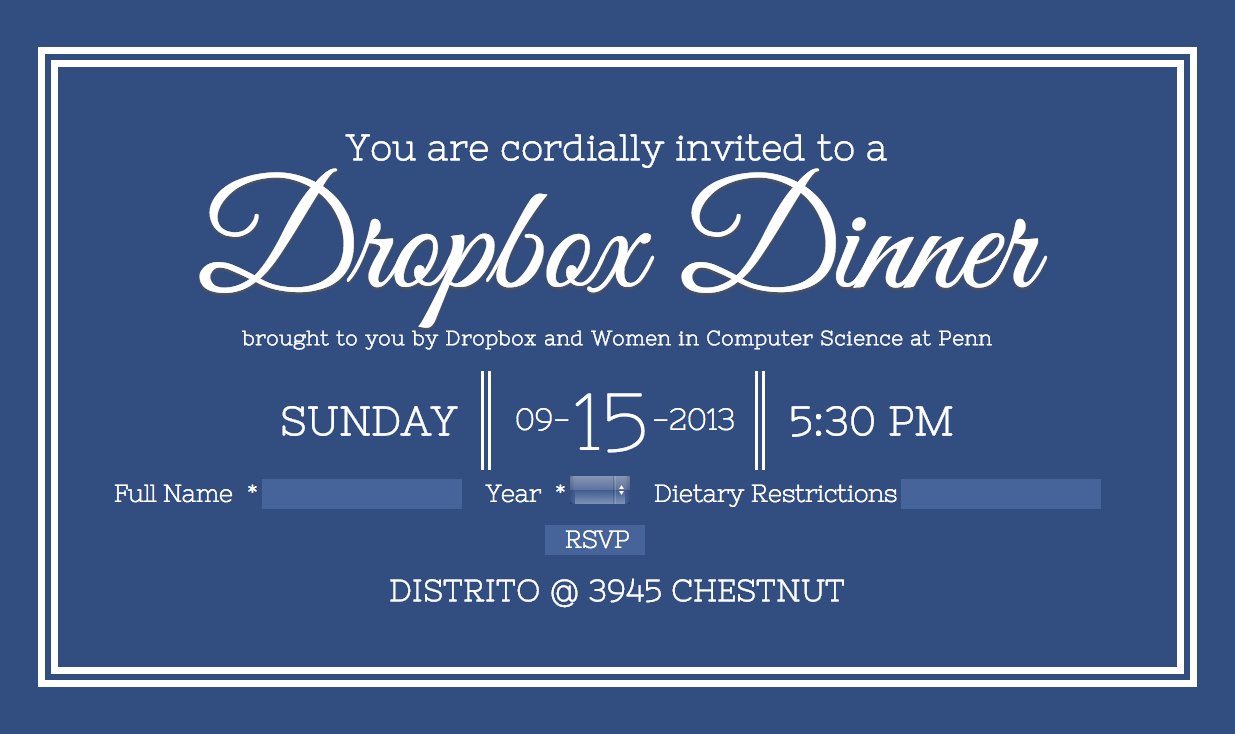 You are cordially invited to a
Dropbox Dinner
brought to you by Dropbox and Women in Computer Science at Penn
SUNDAY 09-15-2013 5:30 PM
Full Name * Year * Dietary Restrictions
RSVP
DISTRITO @ 3945 CHESTNUT